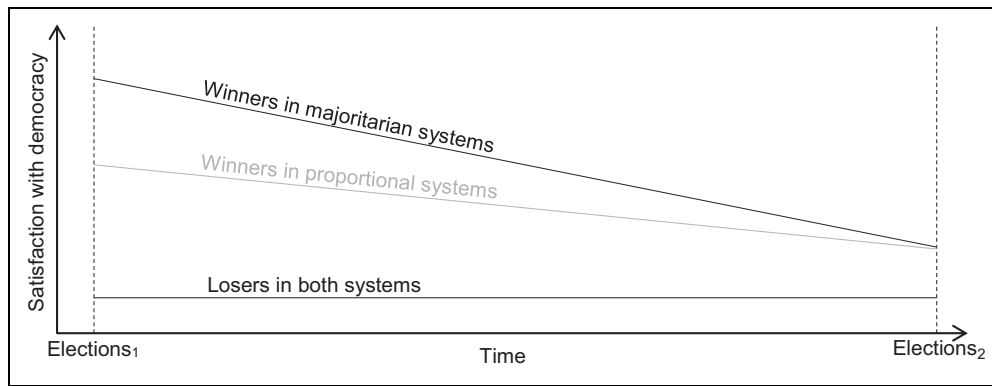 Satisfaction with democracy
Winners in majoritarian systems
Winners in proportional systems
Losers in both systems
Elections₁
Time
Elections₂